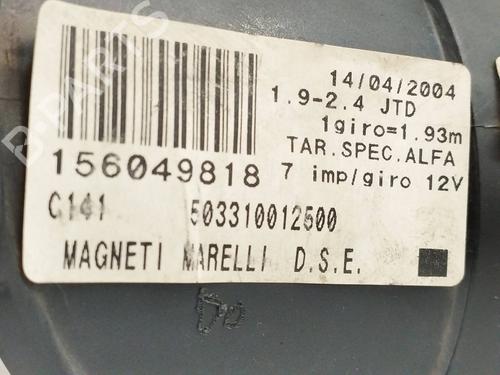 14/04/2004
1.9-2.4 JTD
1giro=1.93m
TAR.SPEC.ALFA
156049818 7 imp/giro 12V
C141 503310012500
MAGNETI MARELLI D.S.E.
B-PARTS